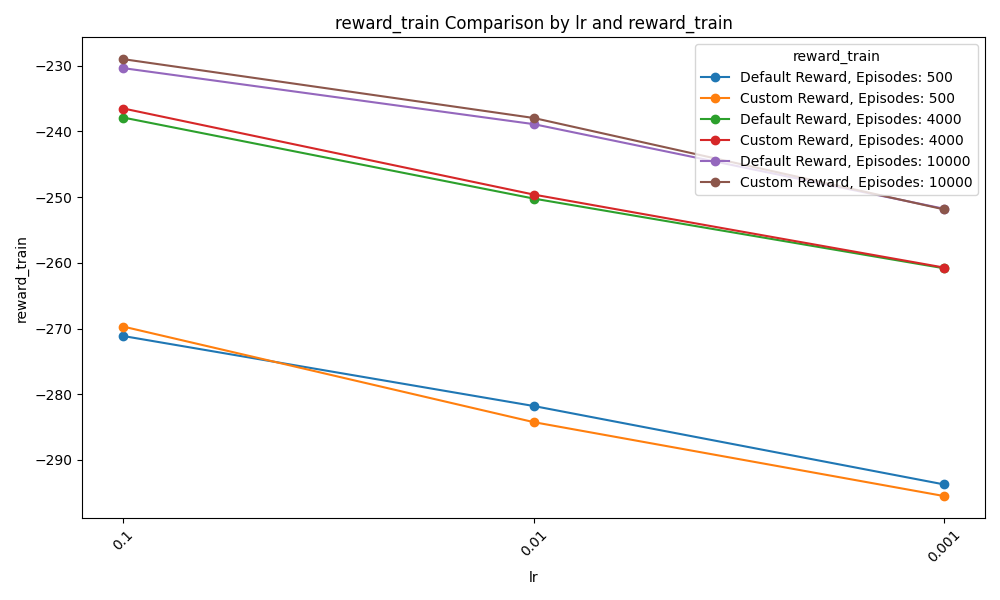 reward_train Comparison by lr and reward_train
reward_train
Default Reward, Episodes: 500
Custom Reward, Episodes: 500
Default Reward, Episodes: 4000
Custom Reward, Episodes: 4000
Default Reward, Episodes: 10000
Custom Reward, Episodes: 10000
−230
−240
−250
−260
−270
−280
−290
reward_train
0.1
0.01
0.001
lr